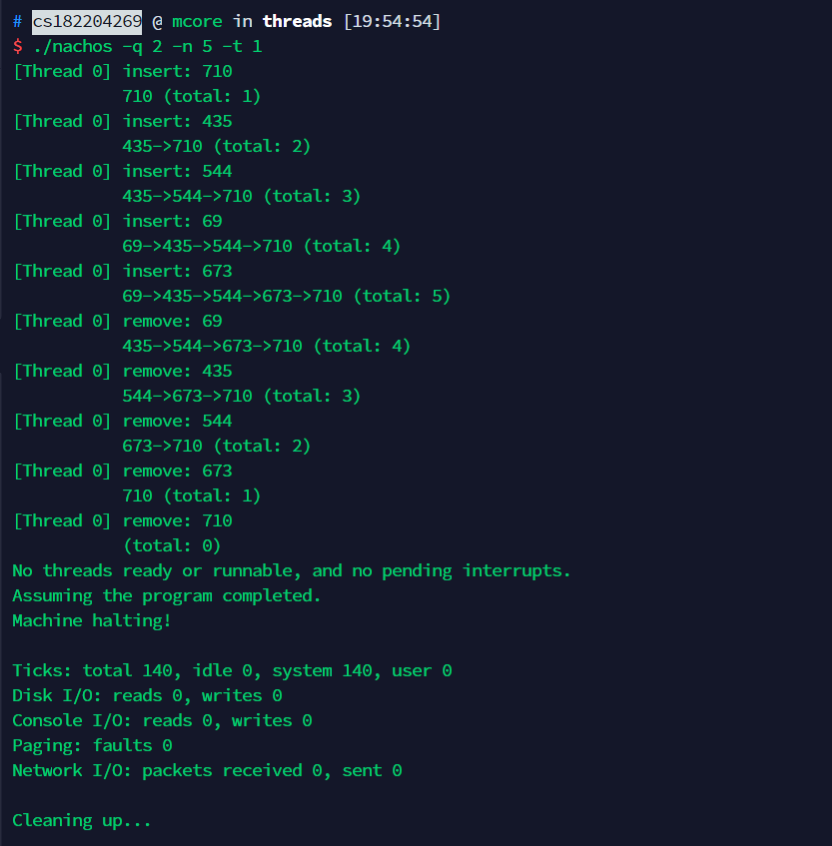 # cs182204269 @ mcore in threads [19:54:54]
$ ./nachos -q 2 -n 5 -t 1
[Thread 0] insert: 710
           710 (total: 1)
[Thread 0] insert: 435
           435->710 (total: 2)
[Thread 0] insert: 544
           435->544->710 (total: 3)
[Thread 0] insert: 69
           69->435->544->710 (total: 4)
[Thread 0] insert: 673
           69->435->544->673->710 (total: 5)
[Thread 0] remove: 69
           435->544->673->710 (total: 4)
[Thread 0] remove: 435
           544->673->710 (total: 3)
[Thread 0] remove: 544
           673->710 (total: 2)
[Thread 0] remove: 673
           710 (total: 1)
[Thread 0] remove: 710
           (total: 0)
No threads ready or runnable, and no pending interrupts.
Assuming the program completed.
Machine halting!

Ticks: total 140, idle 0, system 140, user 0
Disk I/O: reads 0, writes 0
Console I/O: reads 0, writes 0
Paging: faults 0
Network I/O: packets received 0, sent 0

Cleaning up...